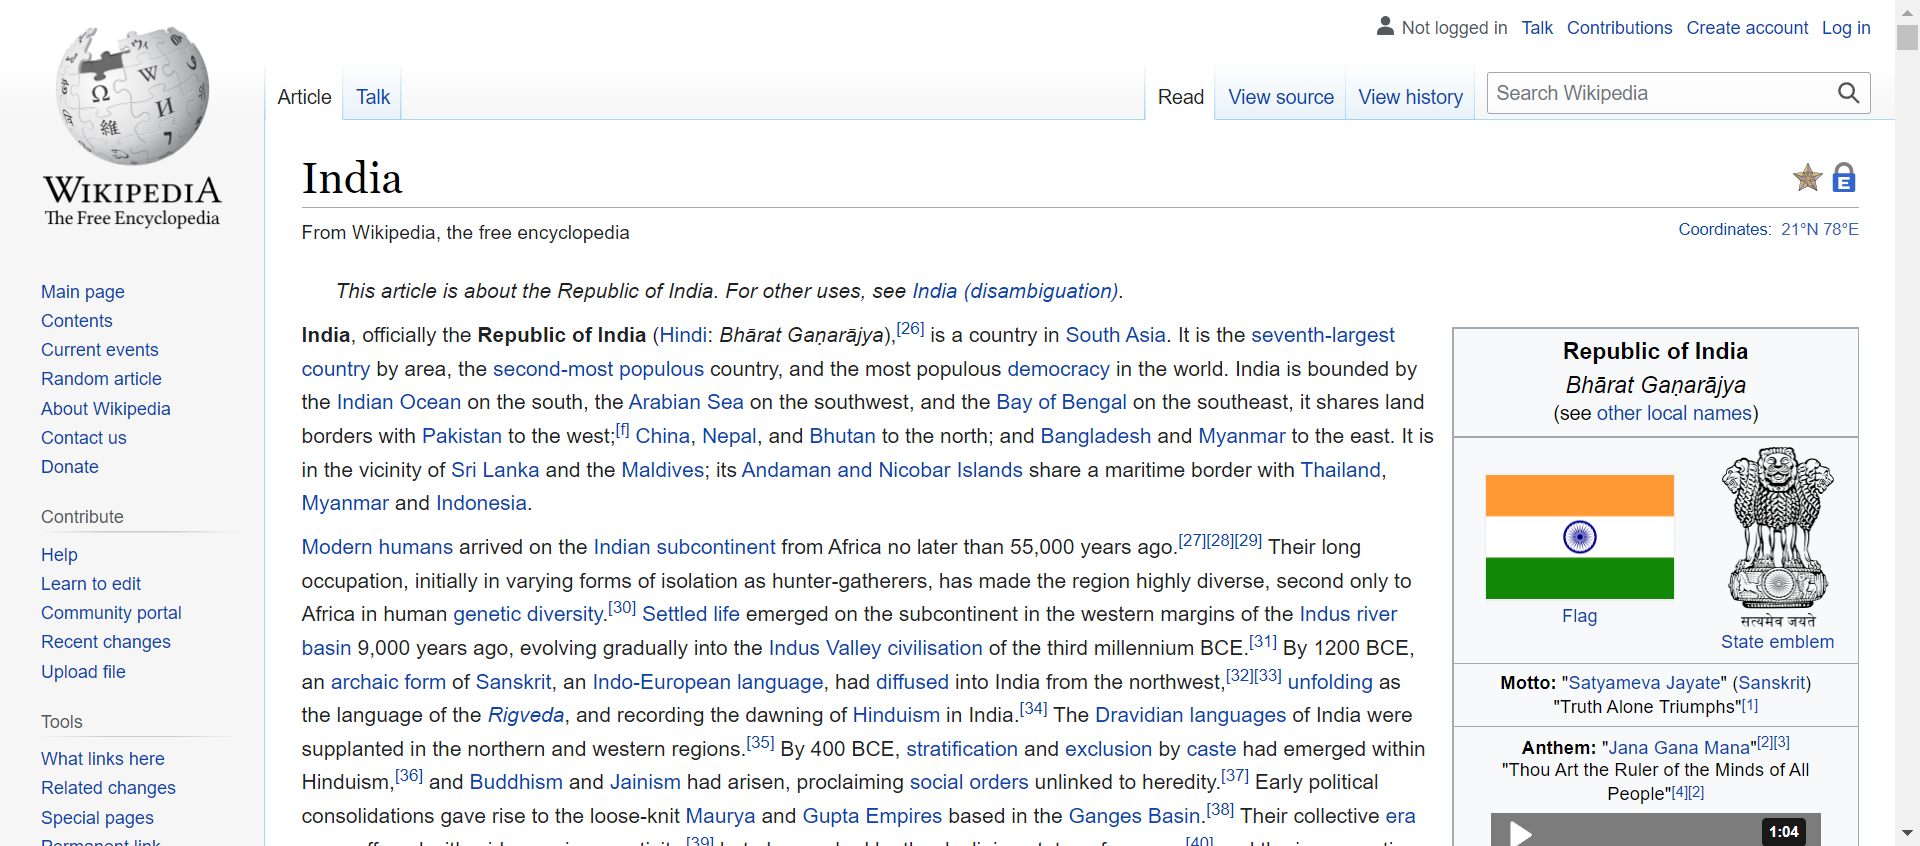 Not logged in Talk Contributions Create account Log in
Article Talk Read View source View history Search Wikipedia
WIKIPEDIA
The Free Encyclopedia
Main page
Contents
Current events
Random article
About Wikipedia
Contact us
Donate
Contribute
Help
Learn to edit
Community portal
Recent changes
Upload file
Tools
What links here
Related changes
Special pages
Permanent link
India
From Wikipedia, the free encyclopedia
Coordinates: 21°N 78°E
This article is about the Republic of India. For other uses, see India (disambiguation).
India, officially the Republic of India (Hindi: Bhārat Gaṇarājya),[26] is a country in South Asia. It is the seventh-largest
country by area, the second-most populous country, and the most populous democracy in the world. India is bounded by
the Indian Ocean on the south, the Arabian Sea on the southwest, and the Bay of Bengal on the southeast, it shares land
borders with Pakistan to the west;[f] China, Nepal, and Bhutan to the north; and Bangladesh and Myanmar to the east. It is
in the vicinity of Sri Lanka and the Maldives; its Andaman and Nicobar Islands share a maritime border with Thailand,
Myanmar and Indonesia.
Modern humans arrived on the Indian subcontinent from Africa no later than 55,000 years ago.[27][28][29] Their long
occupation, initially in varying forms of isolation as hunter-gatherers, has made the region highly diverse, second only to
Africa in human genetic diversity.[30] Settled life emerged on the subcontinent in the western margins of the Indus river
basin 9,000 years ago, evolving gradually into the Indus Valley civilisation of the third millennium BCE.[31] By 1200 BCE,
an archaic form of Sanskrit, an Indo-European language, had diffused into India from the northwest,[32][33] unfolding as
the language of the Rigveda, and recording the dawning of Hinduism in India.[34] The Dravidian languages of India were
supplanted in the northern and western regions.[35] By 400 BCE, stratification and exclusion by caste had emerged within
Hinduism,[36] and Buddhism and Jainism had arisen, proclaiming social orders unlinked to heredity.[37] Early political
consolidations gave rise to the loose-knit Maurya and Gupta Empires based in the Ganges Basin.[38] Their collective era
[39] [40]
Republic of India
Bhārat Gaṇarājya
(see other local names)
सत्यमेव जयते
Flag
State emblem
Motto: "Satyameva Jayate" (Sanskrit)
"Truth Alone Triumphs"[1]
Anthem: "Jana Gana Mana"[2][3]
"Thou Art the Ruler of the Minds of All
People"[4][2]
1:04